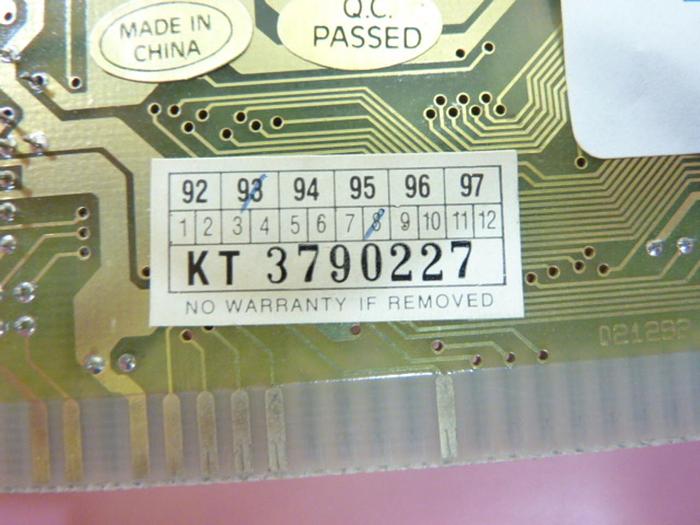 MADE IN
CHINA
Q.C.
PASSED
92 93 94 95 96 97
1 2 3 4 5 6 7 8 9 10 11 12
KT 3790227
NO WARRANTY IF REMOVED